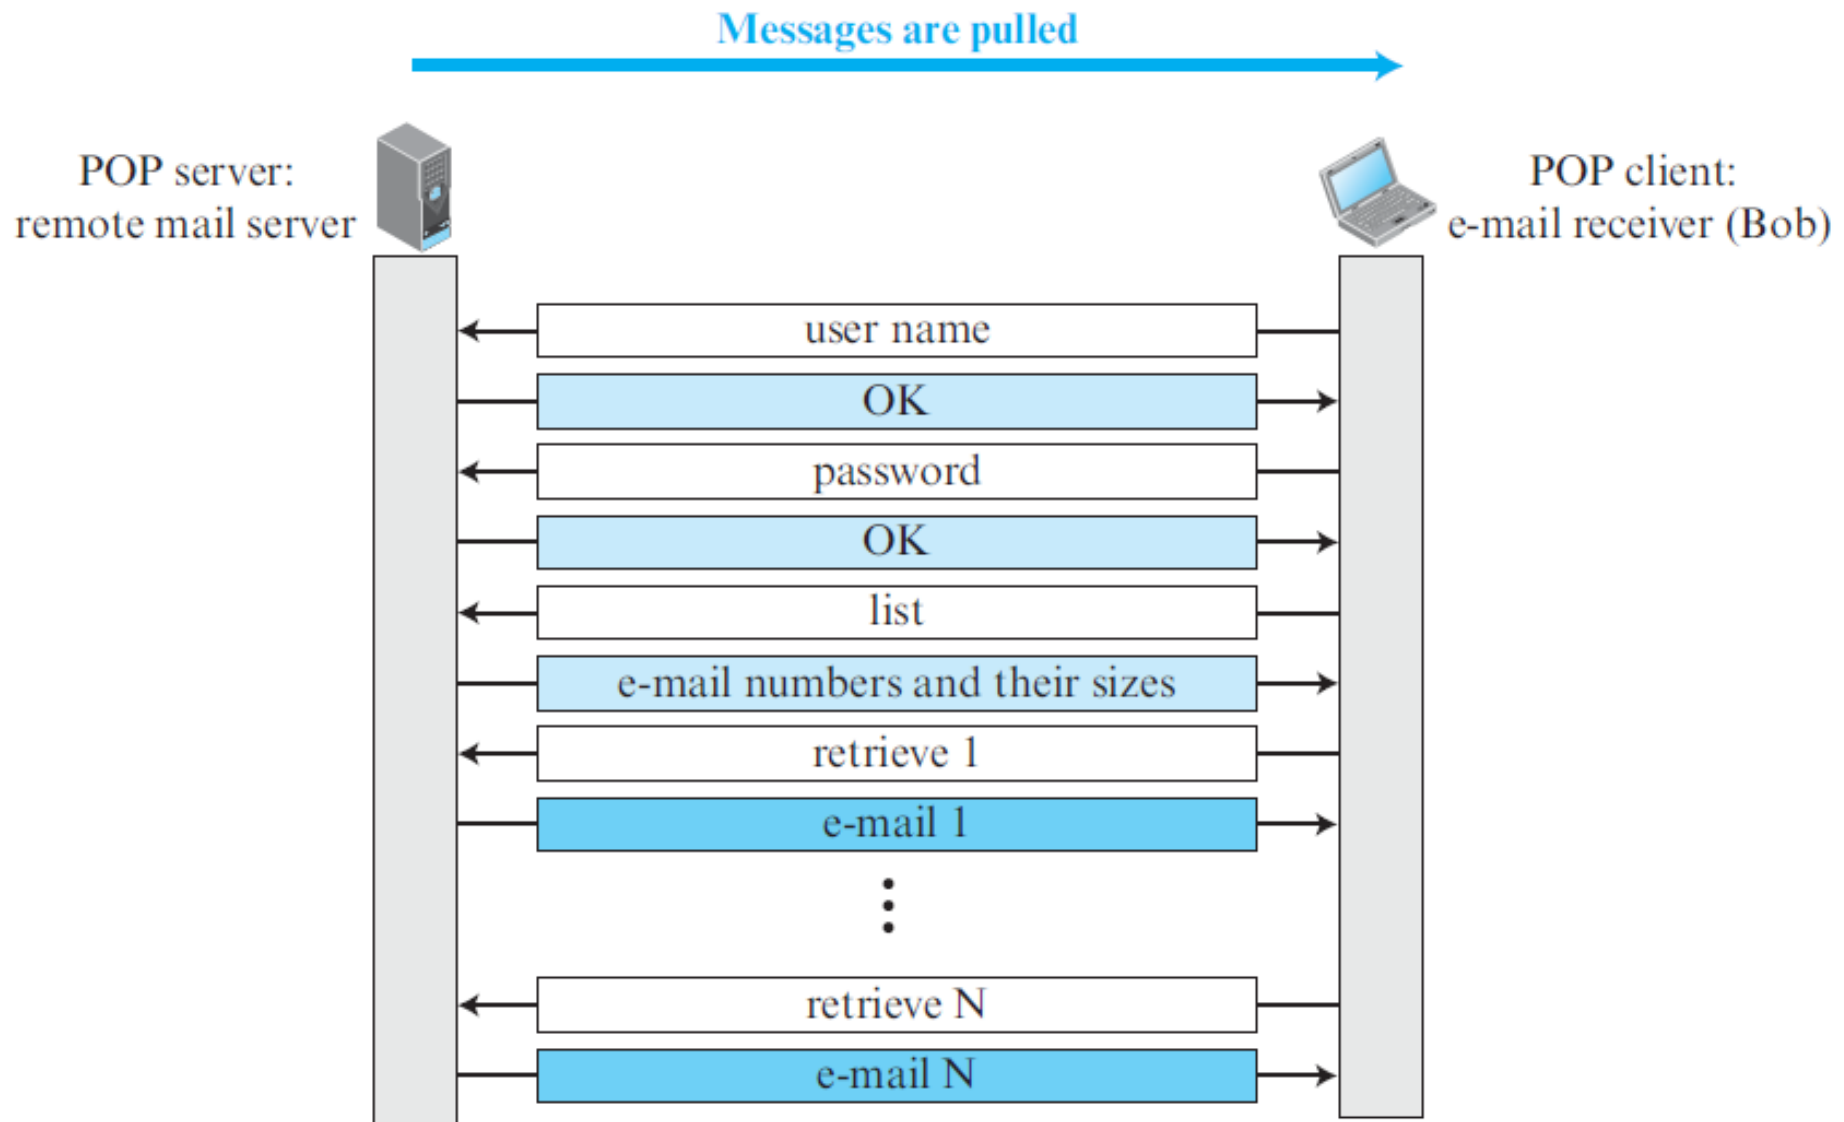 Messages are pulled
POP server:
remote mail server
POP client:
e-mail receiver (Bob)
user name
OK
password
OK
list
e-mail numbers and their sizes
retrieve 1
e-mail 1
retrieve N
e-mail N